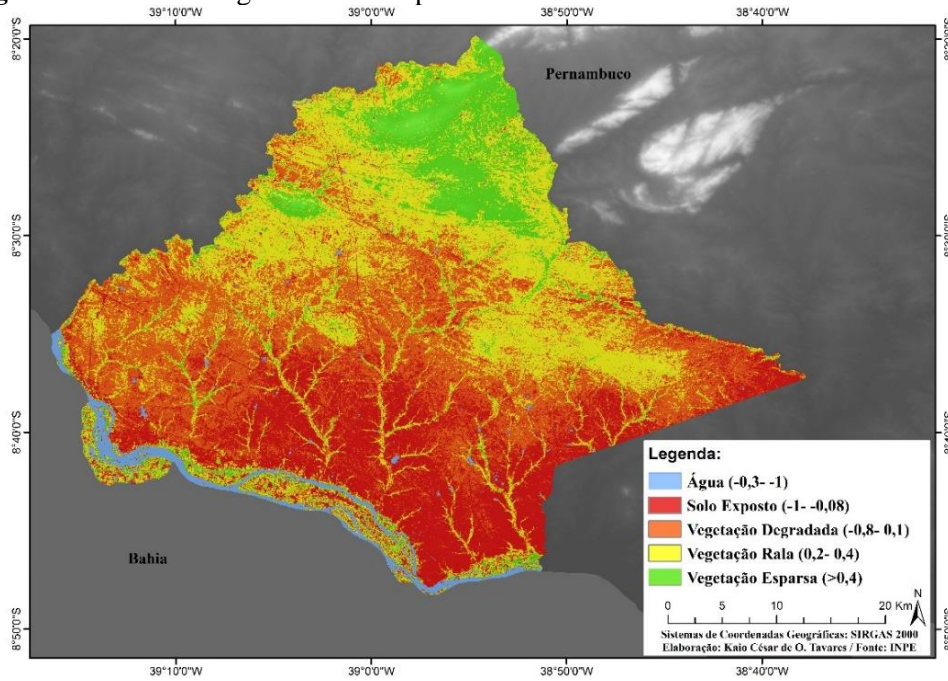 39°10'0"W 39°0'0"W 38°50'0"W 38°40'0"W
8°20'0"S
Pernambuco
8°30'0"S
8°40'0"S
Bahia
8°50'0"S
Legenda:
Água (-0,3- -1)
Solo Exposto (-1- -0,08)
Vegetação Degradada (-0,8- 0,1)
Vegetação Rala (0,2- 0,4)
Vegetação Esparsa (>0,4)
N
0 5 10 20 Km
Sistemas de Coordenadas Geográficas: SIRGAS 2000
Elaboração: Kaio César de O. Tavares / Fonte: INPE
39°10'0"W 39°0'0"W 38°50'0"W 38°40'0"W